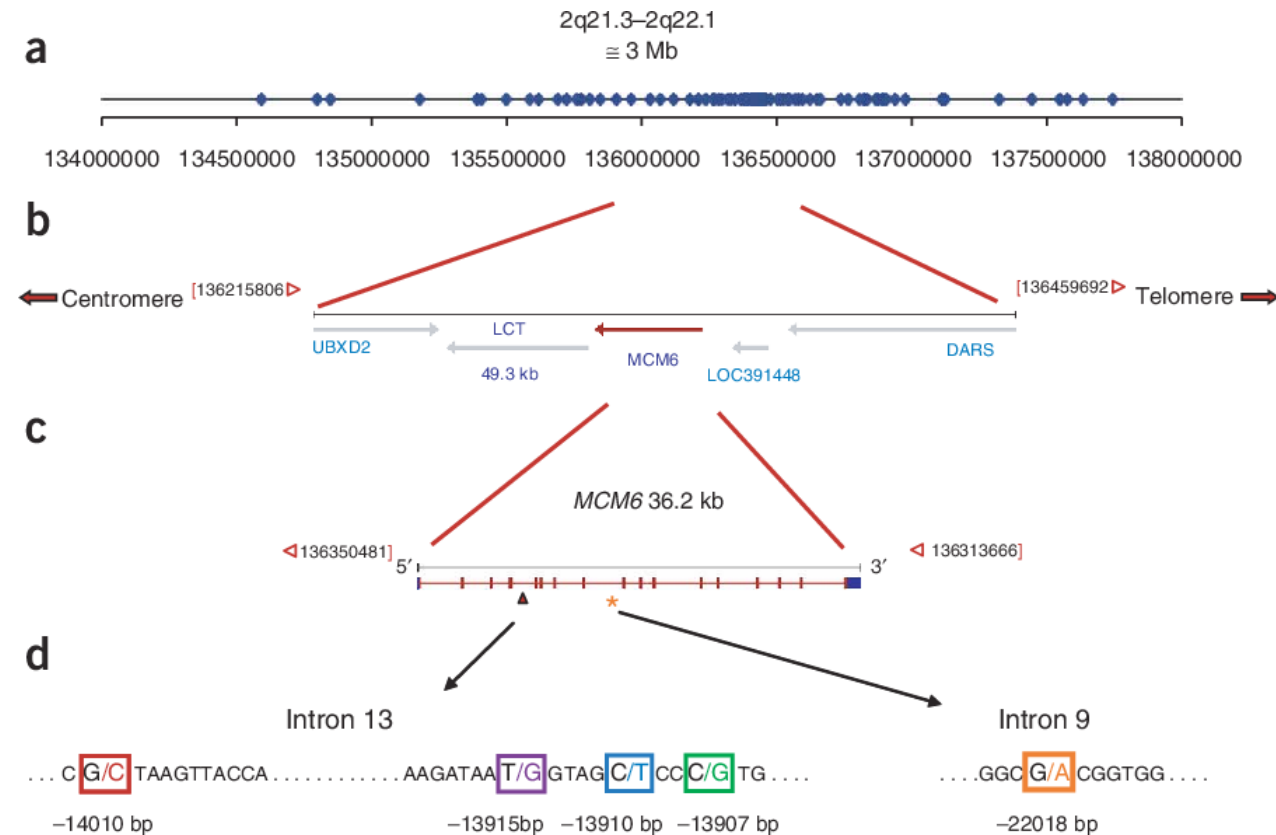 a
2q21.3–2q22.1
≅ 3 Mb
134000000 134500000 135000000 135500000 136000000 136500000 137000000 137500000 138000000
b
Centromere [136215806 [136459692 Telomere
UBXD2 LCT MCM6 LOC391448 DARS
49.3 kb
c
MCM6 36.2 kb
136350481] 5′ 3′ 136313666]
*
d
Intron 13 Intron 9
... C G/C TAAGTTACCA ............ AAGATAA T/G GTAG C/T CC C/G TG .... ....GGC G/A CGGTGG ....
–14010 bp –13915bp –13910 bp –13907 bp –22018 bp